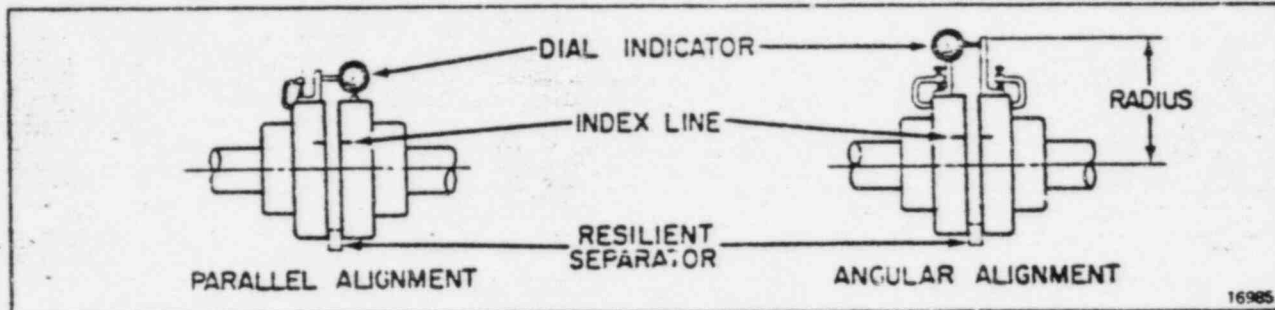 DIAL INDICATOR
RADIUS
INDEX LINE
RESILIENT
SEPARATOR
PARALLEL ALIGNMENT
ANGULAR ALIGNMENT
16985